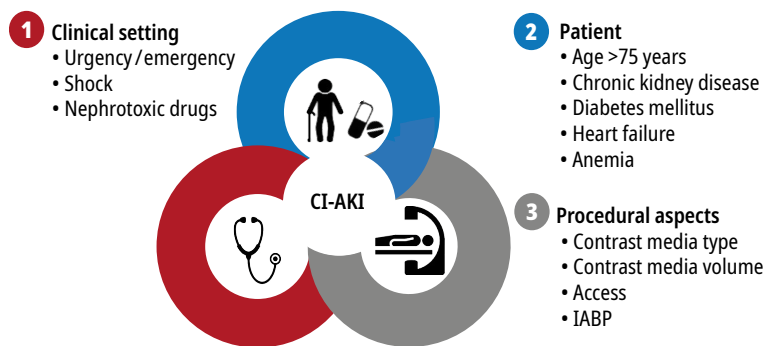 1 Clinical setting
• Urgency/emergency
• Shock
• Nephrotoxic drugs
2 Patient
• Age >75 years
• Chronic kidney disease
• Diabetes mellitus
• Heart failure
• Anemia
CI-AKI
3 Procedural aspects
• Contrast media type
• Contrast media volume
• Access
• IABP